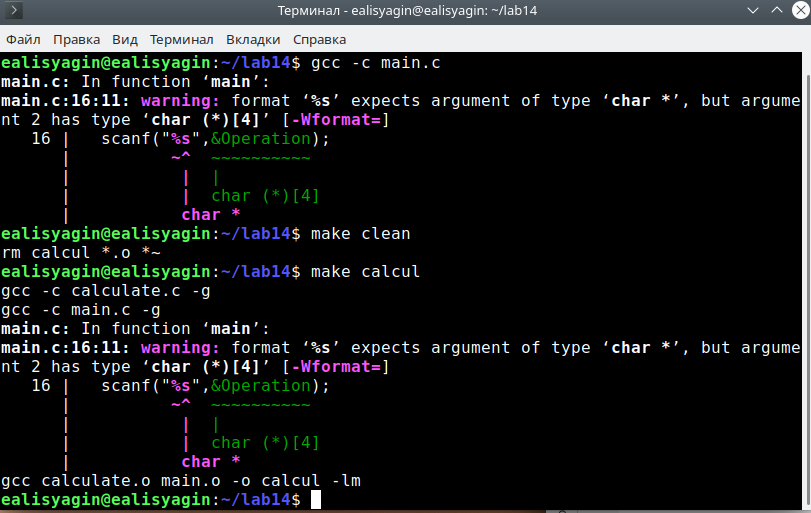 Терминал - ealisyagin@ealisyagin: ~/lab14
Файл Правка Вид Терминал Вкладки Справка
ealisyagin@ealisyagin:~/lab14$ gcc -c main.c
main.c: In function ‘main’:
main.c:16:11: warning: format ‘%s’ expects argument of type ‘char *’, but argume
nt 2 has type ‘char (*)[4]’ [-Wformat=]
   16 |   scanf("%s",&Operation);
      |          ~^  ~~~~~~~~~~
      |           |  |
      |           |  char (*)[4]
      |           char *
ealisyagin@ealisyagin:~/lab14$ make clean
rm calcul *.o *~
ealisyagin@ealisyagin:~/lab14$ make calcul
gcc -c calculate.c -g
gcc -c main.c -g
main.c: In function ‘main’:
main.c:16:11: warning: format ‘%s’ expects argument of type ‘char *’, but argume
nt 2 has type ‘char (*)[4]’ [-Wformat=]
   16 |   scanf("%s",&Operation);
      |          ~^  ~~~~~~~~~~
      |           |  |
      |           |  char (*)[4]
      |           char *
gcc calculate.o main.o -o calcul -lm
ealisyagin@ealisyagin:~/lab14$